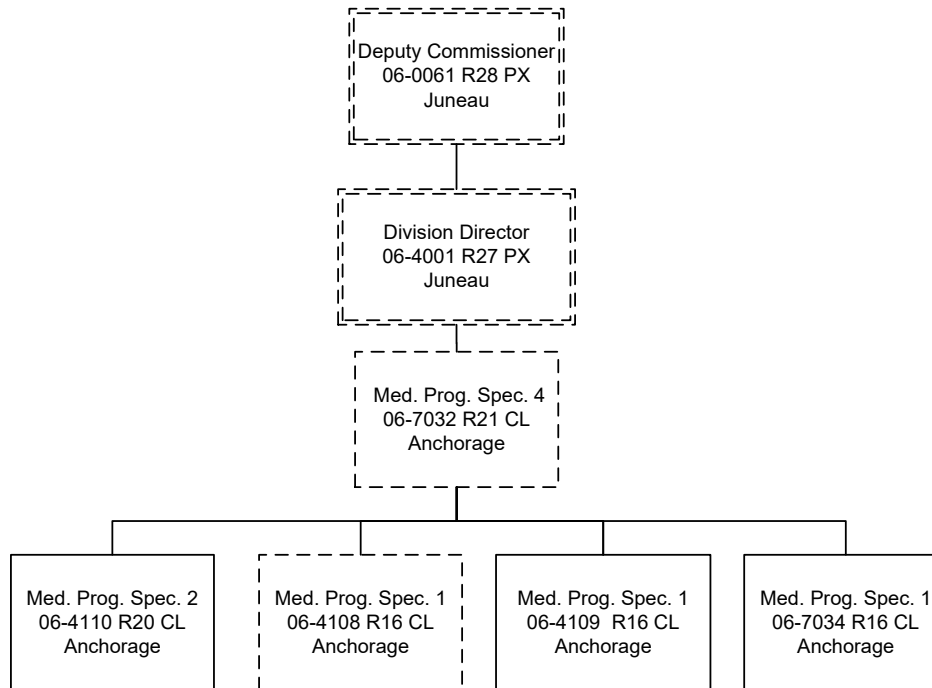 Deputy Commissioner
06-0061 R28 PX
Juneau
Division Director
06-4001 R27 PX
Juneau
Med. Prog. Spec. 4
06-7032 R21 CL
Anchorage
Med. Prog. Spec. 2
06-4110 R20 CL
Anchorage
Med. Prog. Spec. 1
06-4108 R16 CL
Anchorage
Med. Prog. Spec. 1
06-4109  R16 CL
Anchorage
Med. Prog. Spec. 1
06-7034 R16 CL
Anchorage